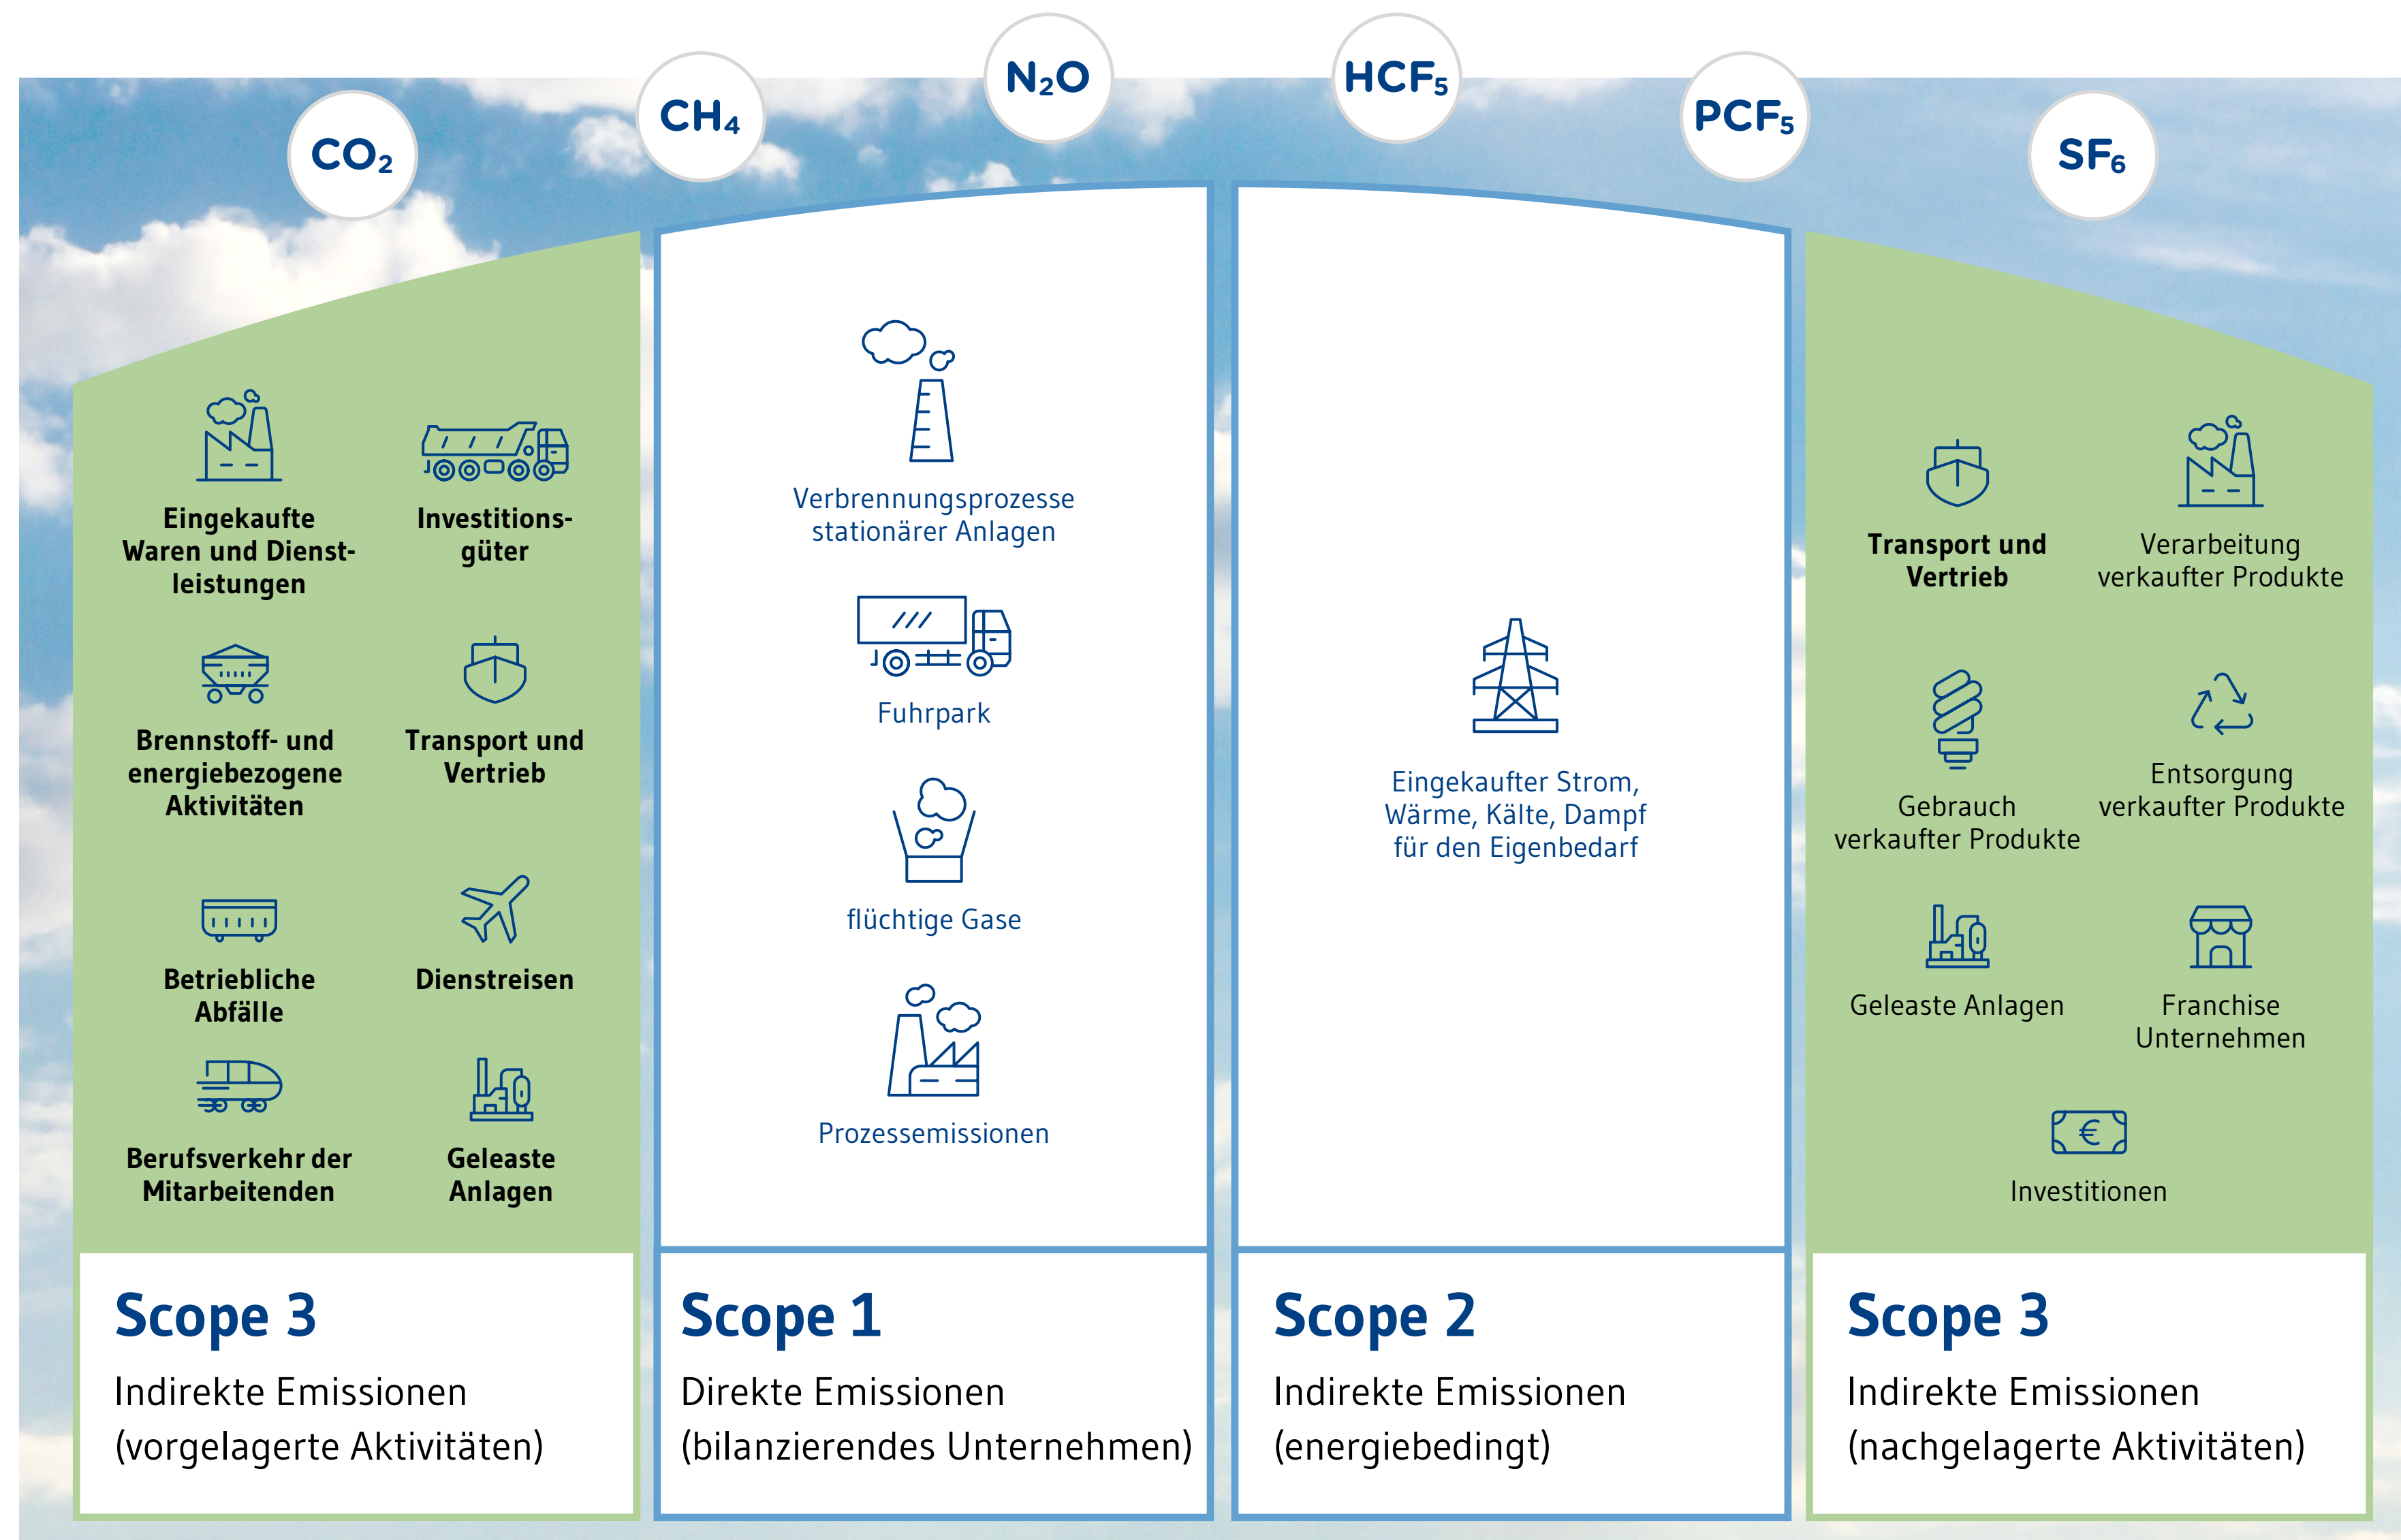 CO₂
CH₄
N₂O
HCF₅
PCF₅
SF₆
Eingekaufte
Waren und Dienst-
leistungen
Investitions-
güter
Brennstoff- und
energiebezogene
Aktivitäten
Transport und
Vertrieb
Betriebliche
Abfälle
Dienstreisen
Berufsverkehr der
Mitarbeitenden
Geleaste
Anlagen
Scope 3
Indirekte Emissionen
(vorgelagerte Aktivitäten)
Verbrennungsprozesse
stationärer Anlagen
Fuhrpark
flüchtige Gase
Prozessemissionen
Scope 1
Direkte Emissionen
(bilanzierendes Unternehmen)
Eingekaufter Strom,
Wärme, Kälte, Dampf
für den Eigenbedarf
Scope 2
Indirekte Emissionen
(energiebedingt)
Transport und
Vertrieb
Verarbeitung
verkaufter Produkte
Gebrauch
verkaufter Produkte
Entsorgung
verkaufter Produkte
Geleaste Anlagen
Franchise
Unternehmen
€
Investitionen
Scope 3
Indirekte Emissionen
(nachgelagerte Aktivitäten)